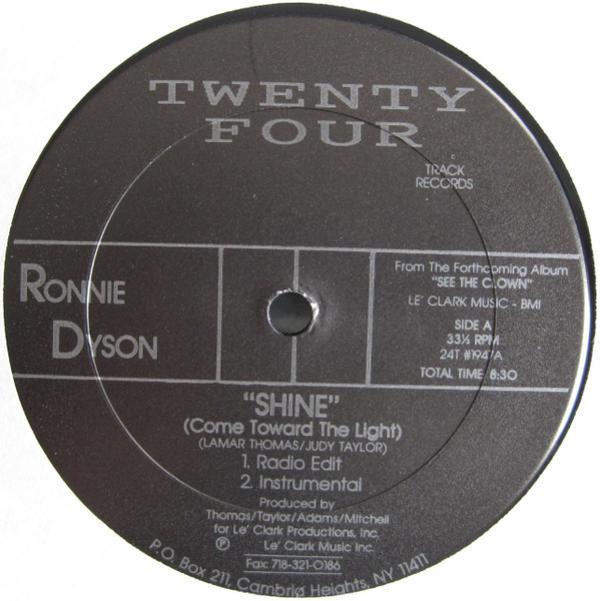 TWENTY
FOUR
TRACK
RECORDS
RONNIE
DYSON
From The Forthcoming Album
"SEE THE CLOWN"
LE' CLARK MUSIC - BMI
SIDE A
33⅓ RPM
24T #1947A
TOTAL TIME 8:30
"SHINE"
(Come Toward The Light)
(LAMAR THOMAS/JUDY TAYLOR)
1. Radio Edit
2. Instrumental
Produced by
Thomas/Taylor/Adams/Mitchell
for Le' Clark Productions, Inc.
Ⓟ Le' Clark Music Inc.
Fax: 718-321-0186
P.O. Box 211, Cambria Heights, NY 11411